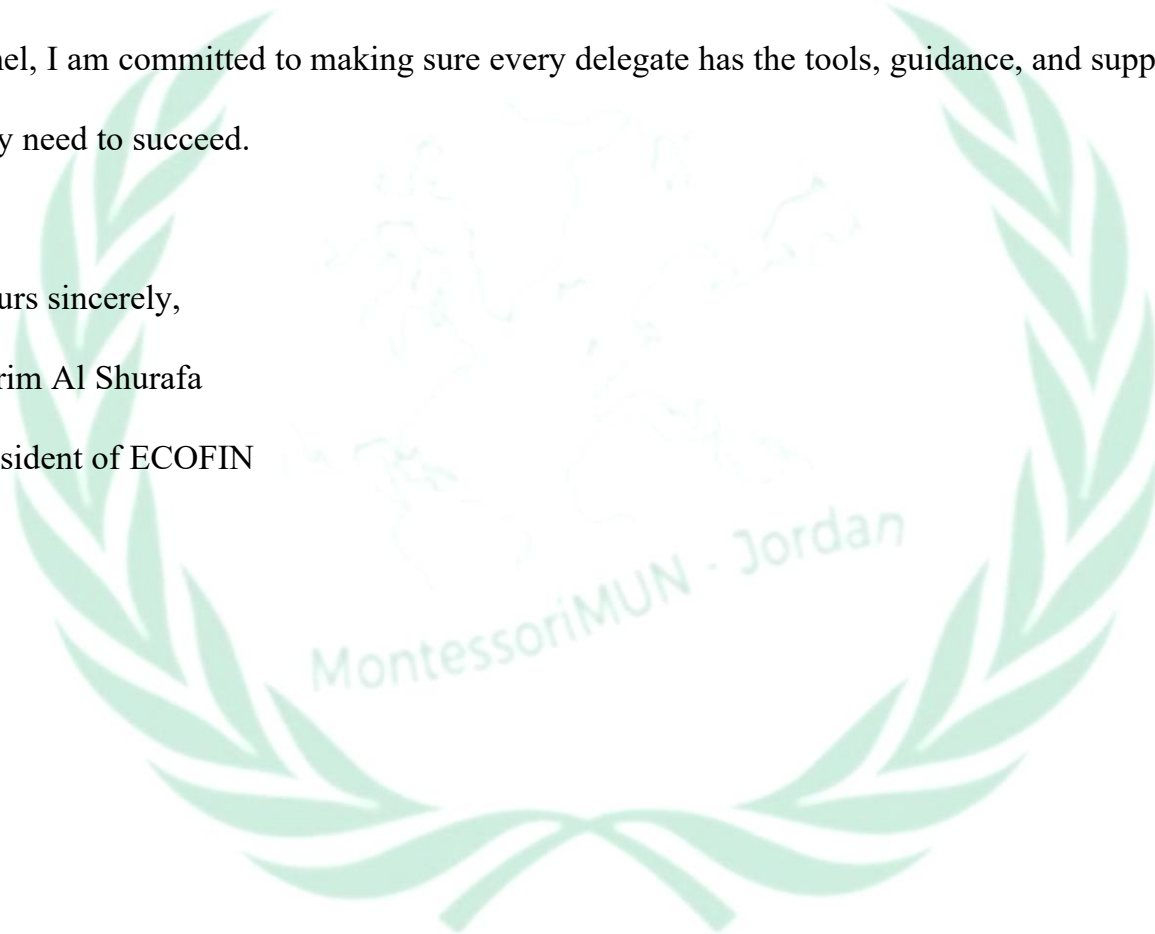 nel, I am committed to making sure every delegate has the tools, guidance, and supp
y need to succeed.
urs sincerely,
rim Al Shurafa
sident of ECOFIN
MontessoriMUN - Jordan